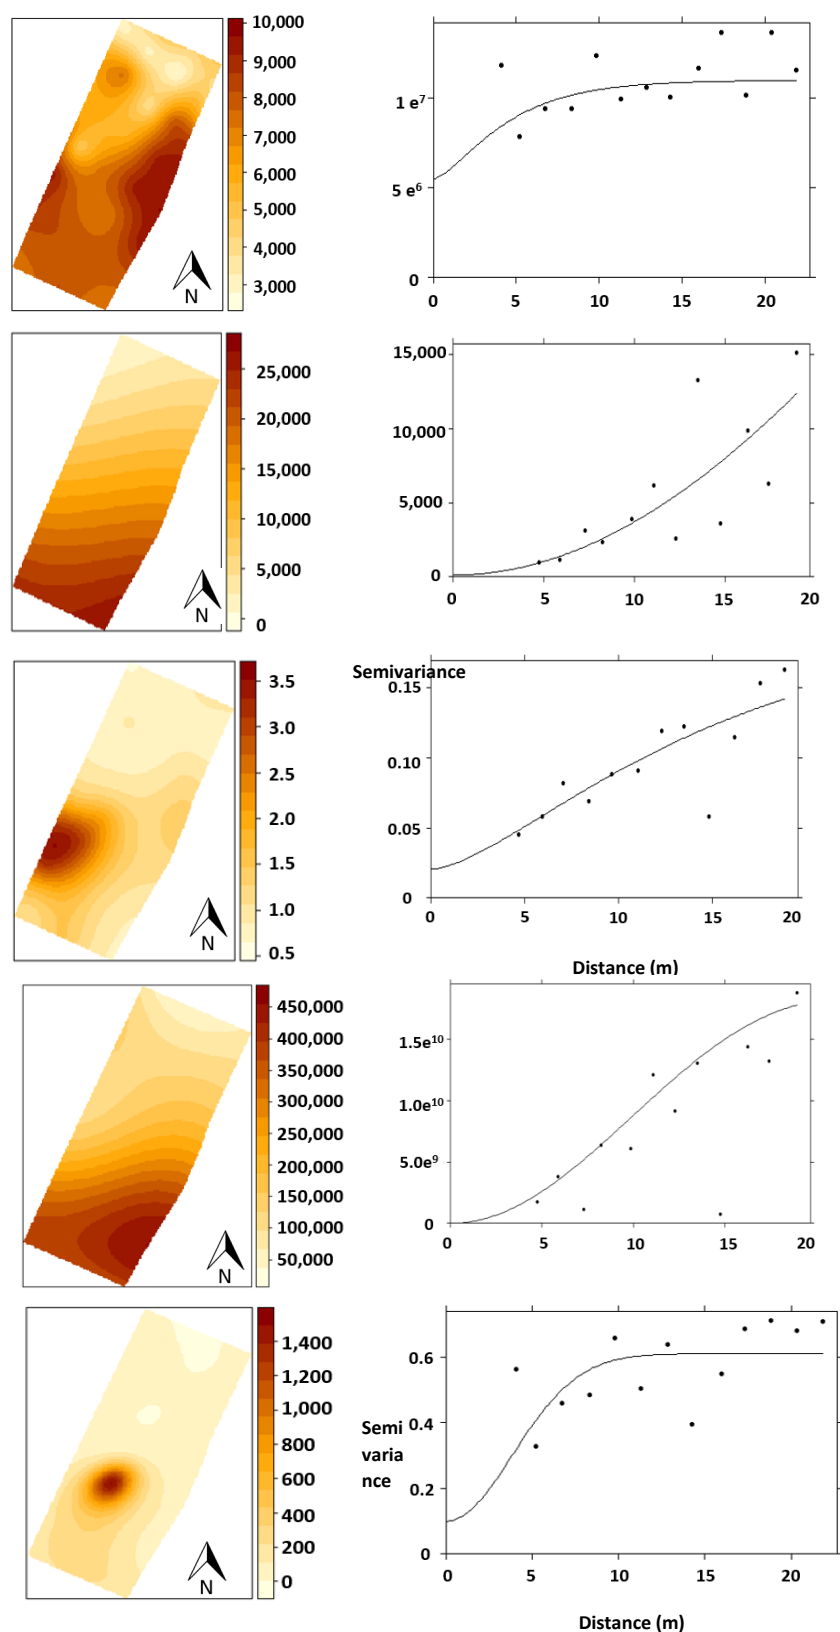 10,000
9,000
8,000
7,000
6,000
5,000
4,000
3,000
N
1 e⁷
5 e⁶
0
0 5 10 15 20
25,000
20,000
15,000
10,000
5,000
0
N
15,000
10,000
5,000
0
0 5 10 15 20
3.5
3.0
2.5
2.0
1.5
1.0
0.5
N
Semivariance
0.15
0.10
0.05
0
0 5 10 15 20
Distance (m)
450,000
400,000
350,000
300,000
250,000
200,000
150,000
100,000
50,000
N
1.5e¹⁰
1.0e¹⁰
5.0e⁹
0
0 5 10 15 20
1,400
1,000
800
600
400
200
0
N
Semi
varia
nce
0.6
0.4
0.2
0
0 5 10 15 20
Distance (m)